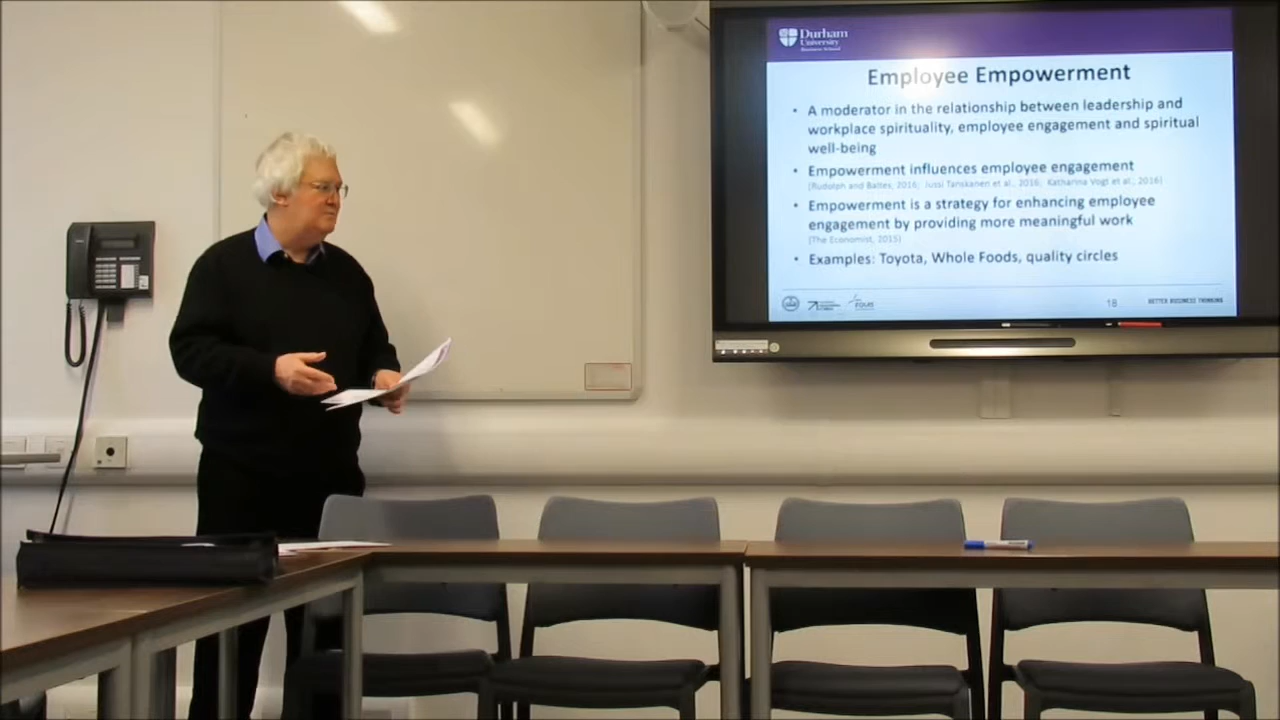 Durham
University
Business School
Employee Empowerment
• A moderator in the relationship between leadership and
workplace spirituality, employee engagement and spiritual
well-being
• Empowerment influences employee engagement
(Rudolph and Baltes, 2016; Jussi Tanskanen et al., 2016; Katharina Vogt et al., 2016)
• Empowerment is a strategy for enhancing employee
engagement by providing more meaningful work
(The Economist, 2015)
• Examples: Toyota, Whole Foods, quality circles
EQUIS
18
BETTER BUSINESS THINKING